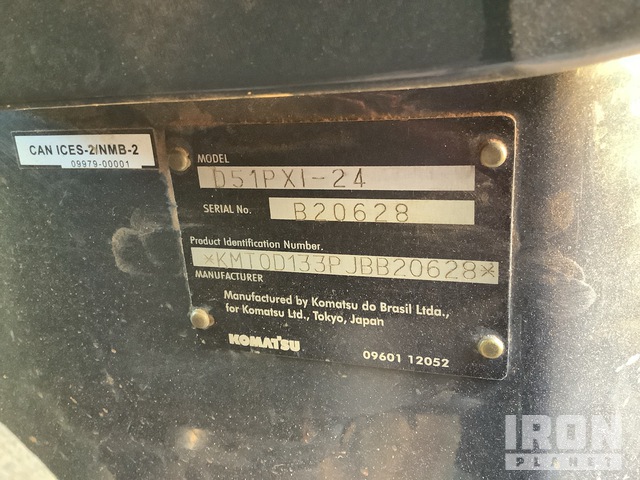 CAN ICES-2/NMB-2
09979-00001
MODEL
D51PXI-24
SERIAL No.
B20628
Product Identification Number.
*KMT0D133PJBB20628*
MANUFACTURER
Manufactured by Komatsu do Brasil Ltda.,
for Komatsu Ltd., Tokyo, Japan
KOMATSU
09601 12052
IRON
PLANET